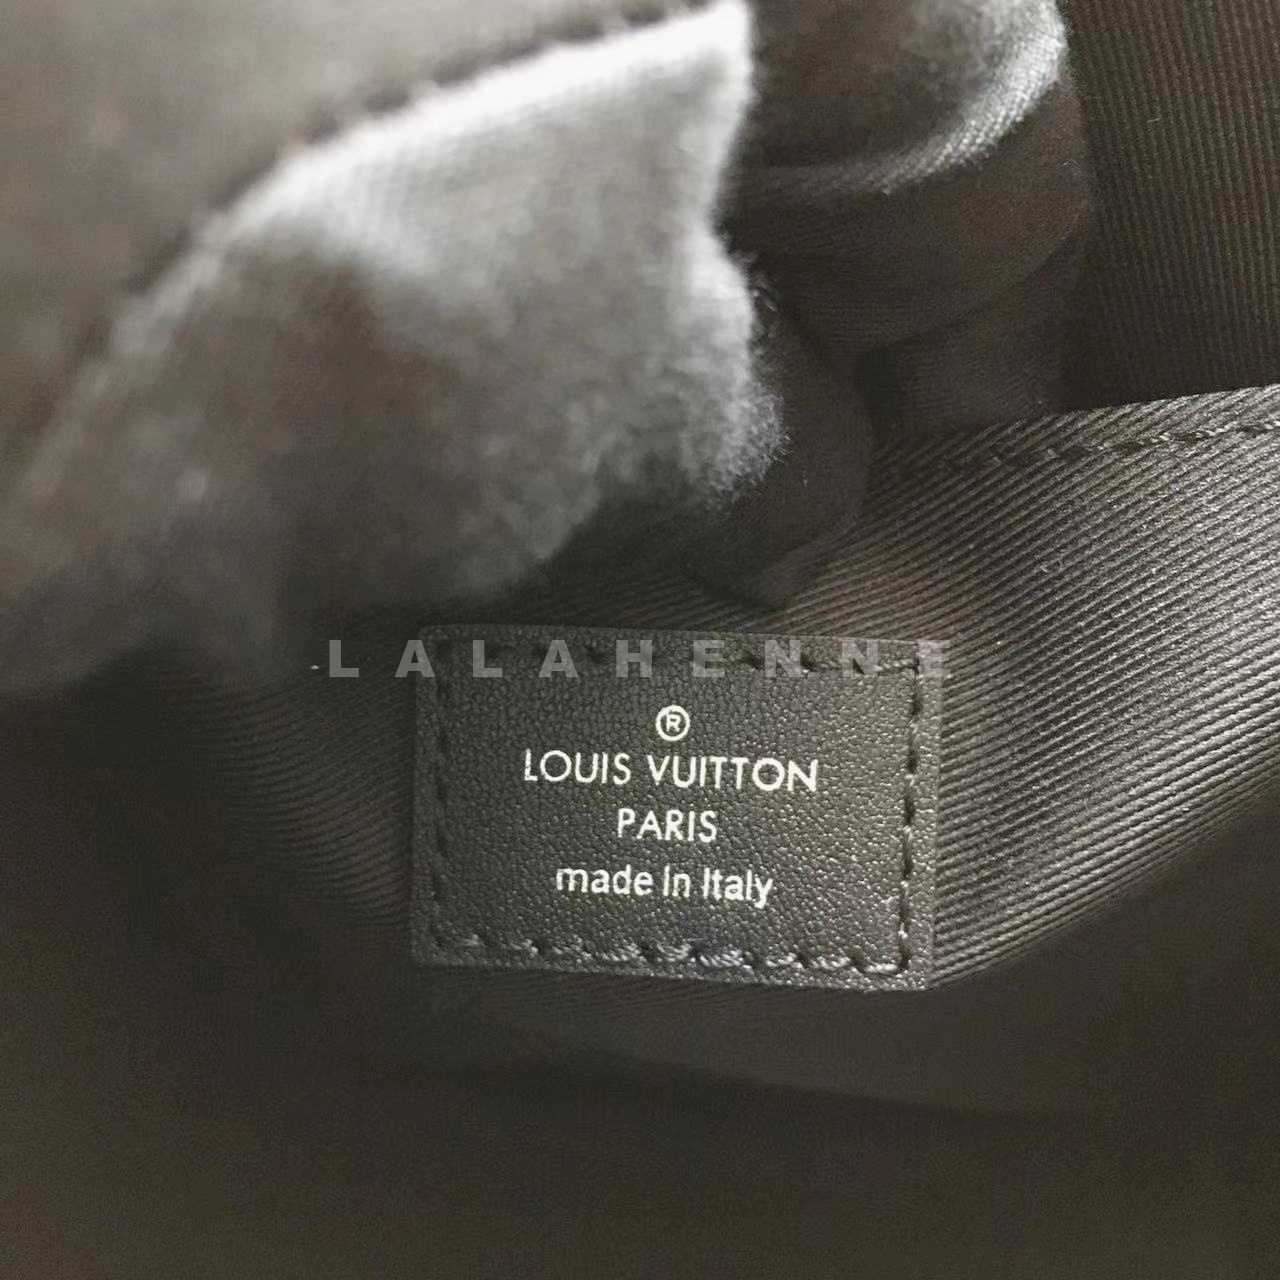 LALAHENNE
®
LOUIS VUITTON
PARIS
made in Italy